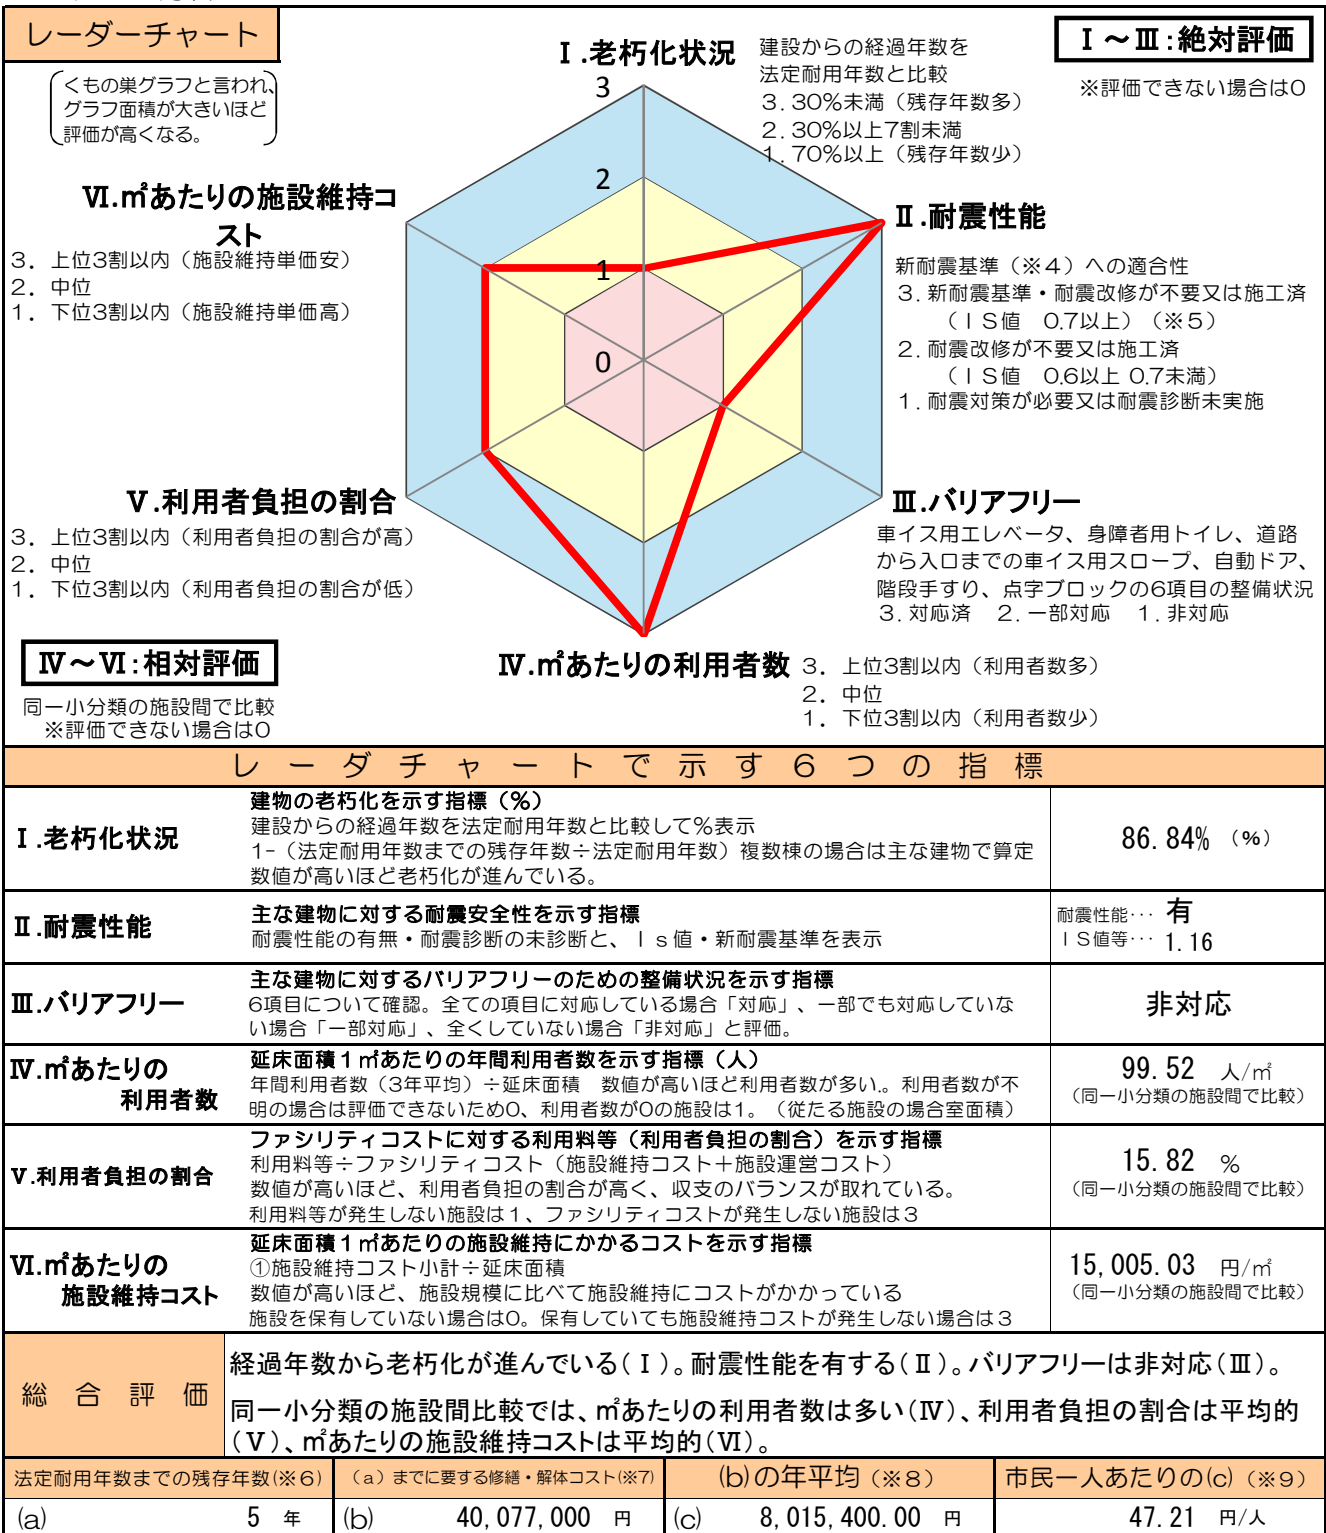 レーダーチャート
くもの巣グラフと言われ、
グラフ面積が大きいほど
評価が高くなる。
Ⅰ.老朽化状況
建設からの経過年数を
法定耐用年数と比較
3.30%未満（残存年数多）
2.30%以上7割未満
1.70%以上（残存年数少）
Ⅰ～Ⅲ:絶対評価
※評価できない場合は0
3
2
1
0
Ⅱ.耐震性能
新耐震基準（※4）への適合性
3.新耐震基準・耐震改修が不要又は施工済
（ＩＳ値　0.7以上）（※5）
2.耐震改修が不要又は施工済
（ＩＳ値　0.6以上 0.7未満）
1.耐震対策が必要又は耐震診断未実施
Ⅲ.バリアフリー
車イス用エレベータ、身障者用トイレ、道路
から入口までの車イス用スロープ、自動ドア、
階段手すり、点字ブロックの6項目の整備状況
3.対応済　2.一部対応　1.非対応
Ⅳ.㎡あたりの利用者数
3.　上位3割以内（利用者数多）
2.　中位
1.　下位3割以内（利用者数少）
Ⅵ.㎡あたりの施設維持コ
スト
3.　上位3割以内（施設維持単価安）
2.　中位
1.　下位3割以内（施設維持単価高）
Ⅴ.利用者負担の割合
3.　上位3割以内（利用者負担の割合が高）
2.　中位
1.　下位3割以内（利用者負担の割合が低）
Ⅳ～Ⅵ:相対評価
同一小分類の施設間で比較
※評価できない場合は0
レーダチャートで示す6つの指標
Ⅰ.老朽化状況
建物の老朽化を示す指標（%）
建設からの経過年数を法定耐用年数と比較して%表示
1-（法定耐用年数までの残存年数÷法定耐用年数）複数棟の場合は主な建物で算定
数値が高いほど老朽化が進んでいる。
86.84% （%）
Ⅱ.耐震性能
主な建物に対する耐震安全性を示す指標
耐震性能の有無・耐震診断の未診断と、Ｉｓ値・新耐震基準を表示
耐震性能… 有
ＩＳ値等… 1.16
Ⅲ.バリアフリー
主な建物に対するバリアフリーのための整備状況を示す指標
6項目について確認。全ての項目に対応している場合「対応」、一部でも対応していな
い場合「一部対応」、全くしていない場合「非対応」と評価。
非対応
Ⅳ.㎡あたりの
利用者数
延床面積１㎡あたりの年間利用者数を示す指標（人）
年間利用者数（3年平均）÷延床面積　数値が高いほど利用者数が多い。利用者数が不
明の場合は評価できないため0、利用者数が0の施設は1。（従たる施設の場合室面積）
99.52 人/㎡
（同一小分類の施設間で比較）
Ⅴ.利用者負担の割合
ファシリティコストに対する利用料等（利用者負担の割合）を示す指標
利用料等÷ファシリティコスト（施設維持コスト＋施設運営コスト）
数値が高いほど、利用者負担の割合が高く、収支のバランスが取れている。
利用料等が発生しない施設は１、ファシリティコストが発生しない施設は３
15.82 %
（同一小分類の施設間で比較）
Ⅵ.㎡あたりの
施設維持コスト
延床面積１㎡あたりの施設維持にかかるコストを示す指標
①施設維持コスト小計÷延床面積
数値が高いほど、施設規模に比べて施設維持にコストがかかっている
施設を保有していない場合は0。保有していても施設維持コストが発生しない場合は３
15,005.03 円/㎡
（同一小分類の施設間で比較）
総合評価
経過年数から老朽化が進んでいる(Ⅰ)。耐震性能を有する(Ⅱ)。バリアフリーは非対応(Ⅲ)。
同一小分類の施設間比較では、㎡あたりの利用者数は多い(Ⅳ)、利用者負担の割合は平均的
(Ⅴ)、㎡あたりの施設維持コストは平均的(Ⅵ)。
法定耐用年数までの残存年数(※6)
（a）までに要する修繕・解体コスト(※7)
(b)の年平均（※8）
市民一人あたりの(c)（※9）
(a) 5 年
(b) 40,077,000 円
(c) 8,015,400.00 円
47.21 円/人